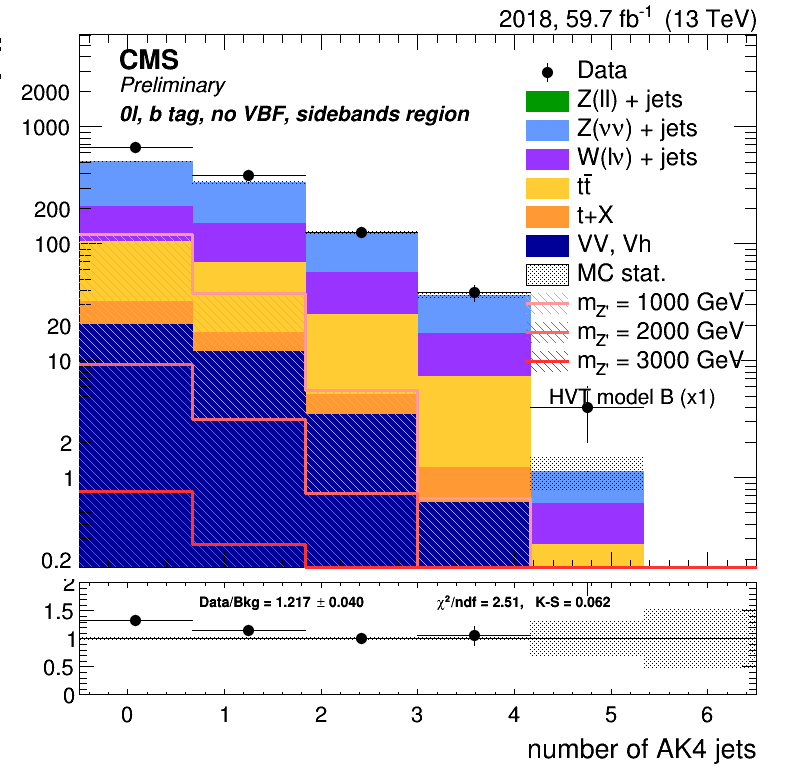 2018, 59.7 fb⁻¹ (13 TeV)
CMS
Preliminary
0l, b tag, no VBF, sidebands region
Data
Z(ll) + jets
Z(νν) + jets
W(lν) + jets
tt̄
t+X
VV, Vh
MC stat.
m_Z' = 1000 GeV
m_Z' = 2000 GeV
m_Z' = 3000 GeV
HVT model B (x1)
2000
1000
200
100
20
10
2
1
0.2
Data/Bkg = 1.217 ± 0.040 χ²/ndf = 2.51, K-S = 0.062
2
1.5
1
0.5
0
0 1 2 3 4 5 6
number of AK4 jets